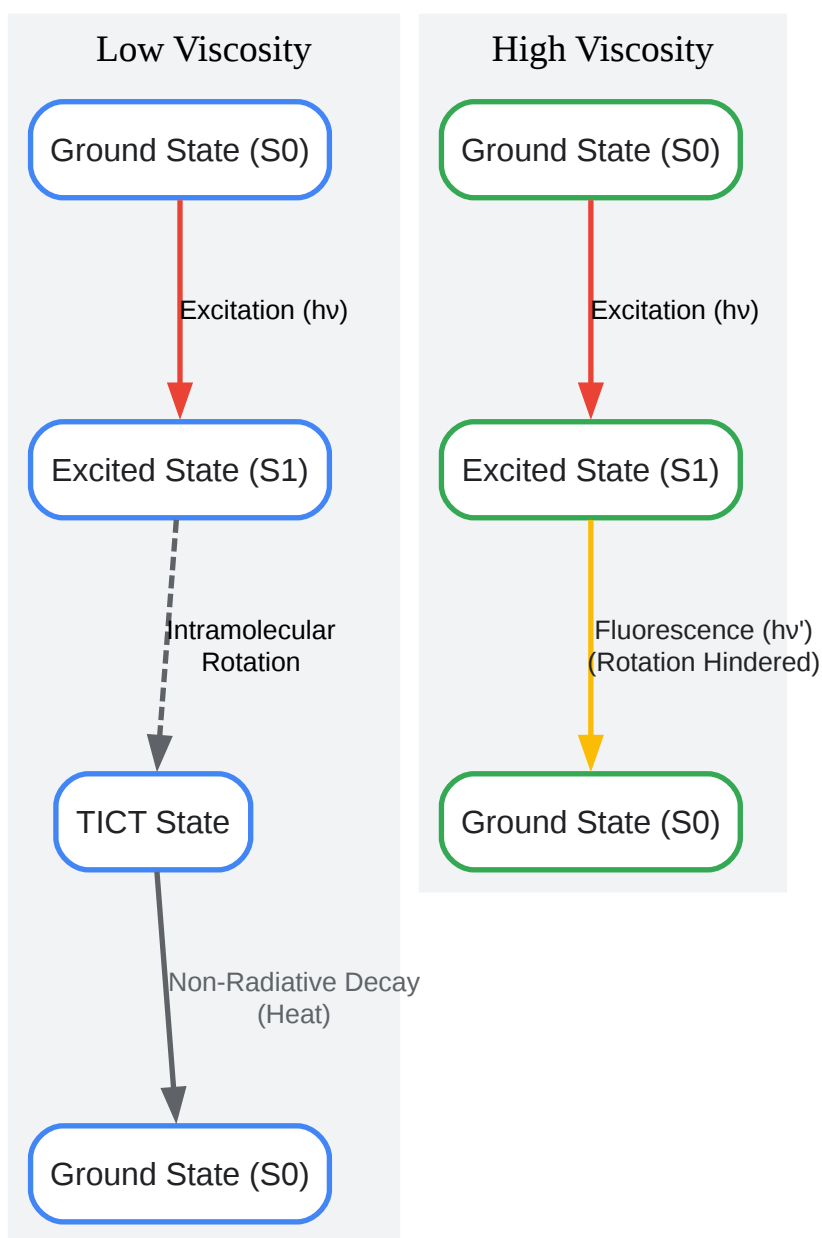 Low Viscosity
Ground State (S0)
Excitation (hν)
Excited State (S1)
Intramolecular
Rotation
TICT State
Non-Radiative Decay
(Heat)
Ground State (S0)
High Viscosity
Ground State (S0)
Excitation (hν)
Excited State (S1)
Fluorescence (hν')
(Rotation Hindered)
Ground State (S0)